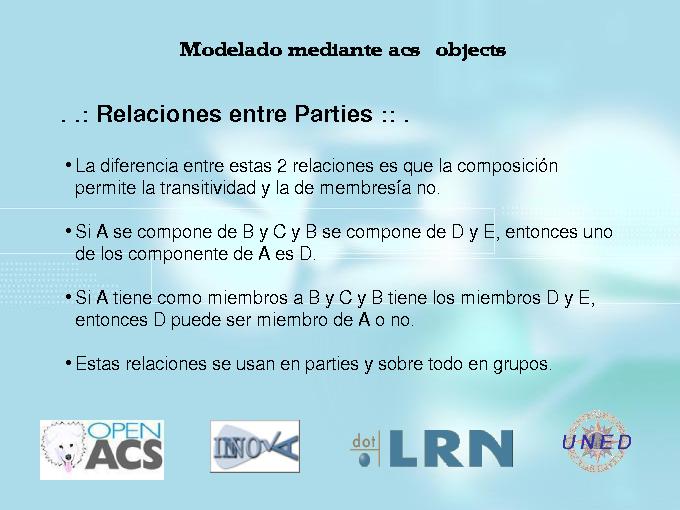 Modelado mediante acs objects
. .: Relaciones entre Parties :: .
• La diferencia entre estas 2 relaciones es que la composición
permite la transitividad y la de membresía no.
• Si A se compone de B y C y B se compone de D y E, entonces uno
de los componente de A es D.
• Si A tiene como miembros a B y C y B tiene los miembros D y E,
entonces D puede ser miembro de A o no.
• Estas relaciones se usan en parties y sobre todo en grupos.
OPEN
ACS
INNOVA
dot LRN
UNED